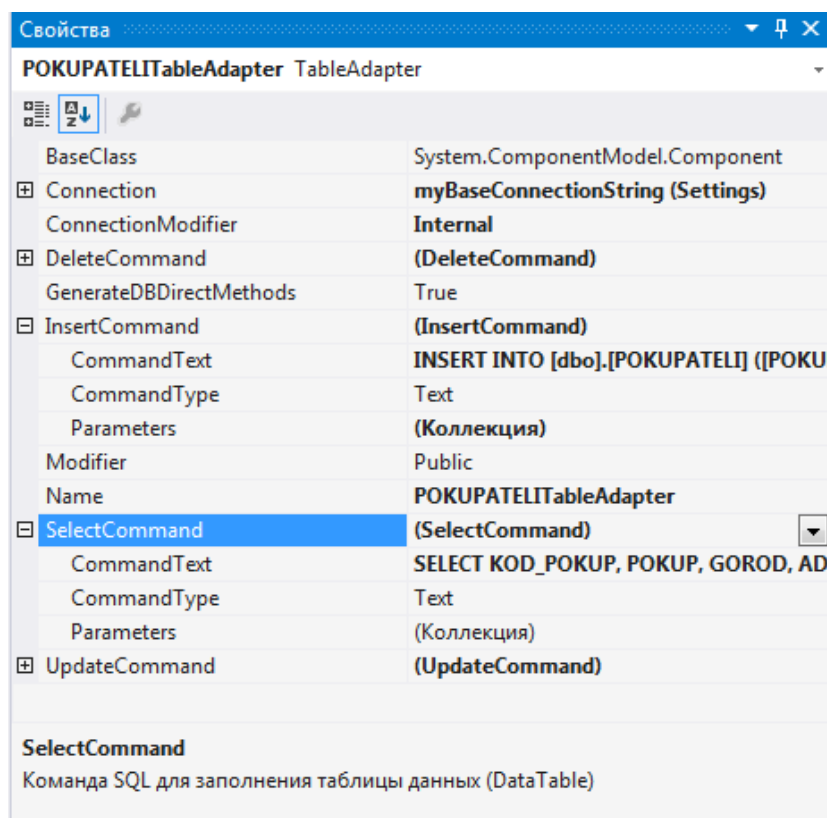 Свойства
POKUPATELITableAdapter TableAdapter
BaseClass System.ComponentModel.Component
Connection myBaseConnectionString (Settings)
ConnectionModifier Internal
DeleteCommand (DeleteCommand)
GenerateDBDirectMethods True
InsertCommand (InsertCommand)
CommandText INSERT INTO [dbo].[POKUPATELI] ([POKU
CommandType Text
Parameters (Коллекция)
Modifier Public
Name POKUPATELITableAdapter
SelectCommand (SelectCommand)
CommandText SELECT KOD_POKUP, POKUP, GOROD, AD
CommandType Text
Parameters (Коллекция)
UpdateCommand (UpdateCommand)
SelectCommand
Команда SQL для заполнения таблицы данных (DataTable)